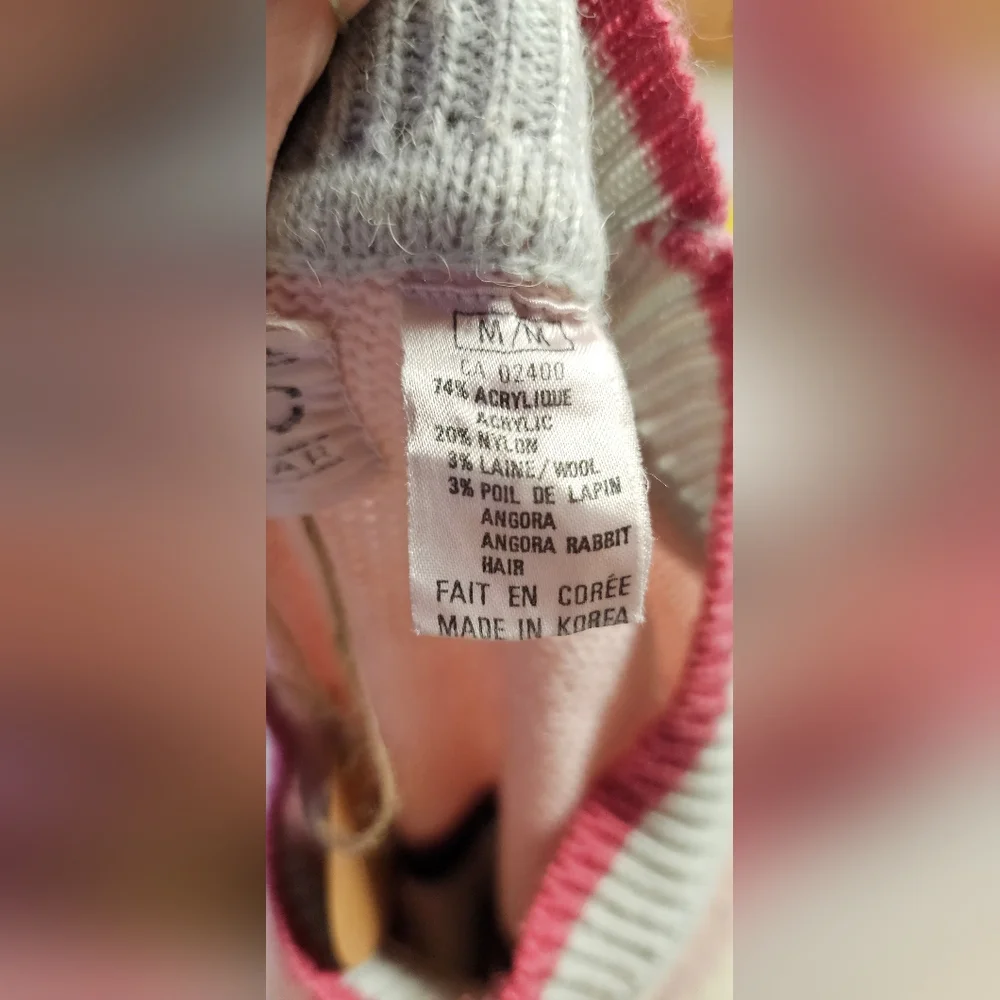 M/M
CA 02400
74% ACRYLIQUE
ACRYLIC
20% NYLON
3% LAINE/WOOL
3% POIL DE LAPIN
ANGORA
ANGORA RABBIT
HAIR
FAIT EN CORÉE
MADE IN KOREA